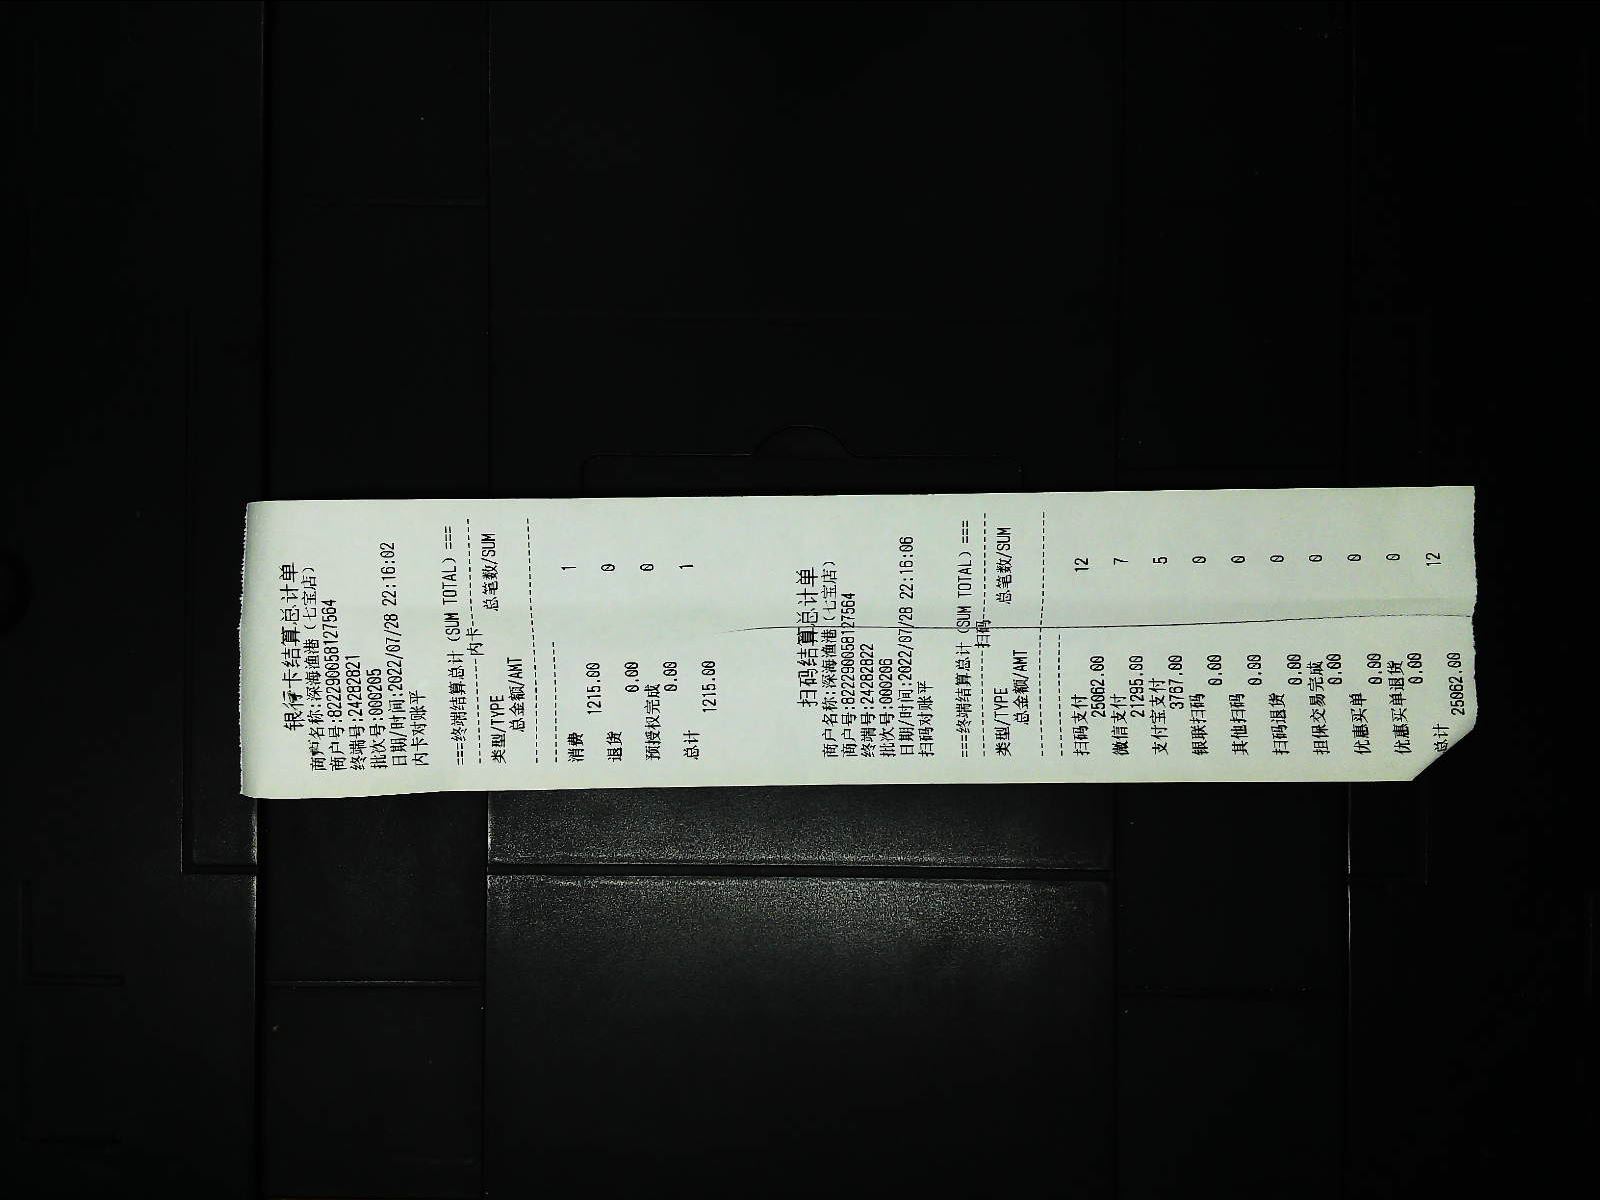 银行卡结算总计单
商户名称:深海渔港（七宝店）
商户号:822290058127564
终端号:24282821
批次号:000205
日期/时间:2022/07/28 22:16:02
内卡对账平
===终端结算总计（SUM TOTAL）===
----------内卡----------
类型/TYPE 总笔数/SUM
总金额/AMT
消费 1
1215.00
退货 0
0.00
预授权完成 0
0.00
总计 1
1215.00
扫码结算总计单
商户名称:深海渔港（七宝店）
商户号:822290058127564
终端号:24282822
批次号:000206
日期/时间:2022/07/28 22:16:06
扫码对账平
===终端结算总计（SUM TOTAL）===
----------扫码----------
类型/TYPE 总笔数/SUM
总金额/AMT
扫码支付 12
25062.00
微信支付 7
21295.00
支付宝支付 5
3767.00
银联扫码 0
0.00
其他扫码 0
0.00
扫码退货 0
0.00
担保交易完成 0
0.00
优惠买单 0
0.00
优惠买单退货 0
0.00
总计 12
25062.00